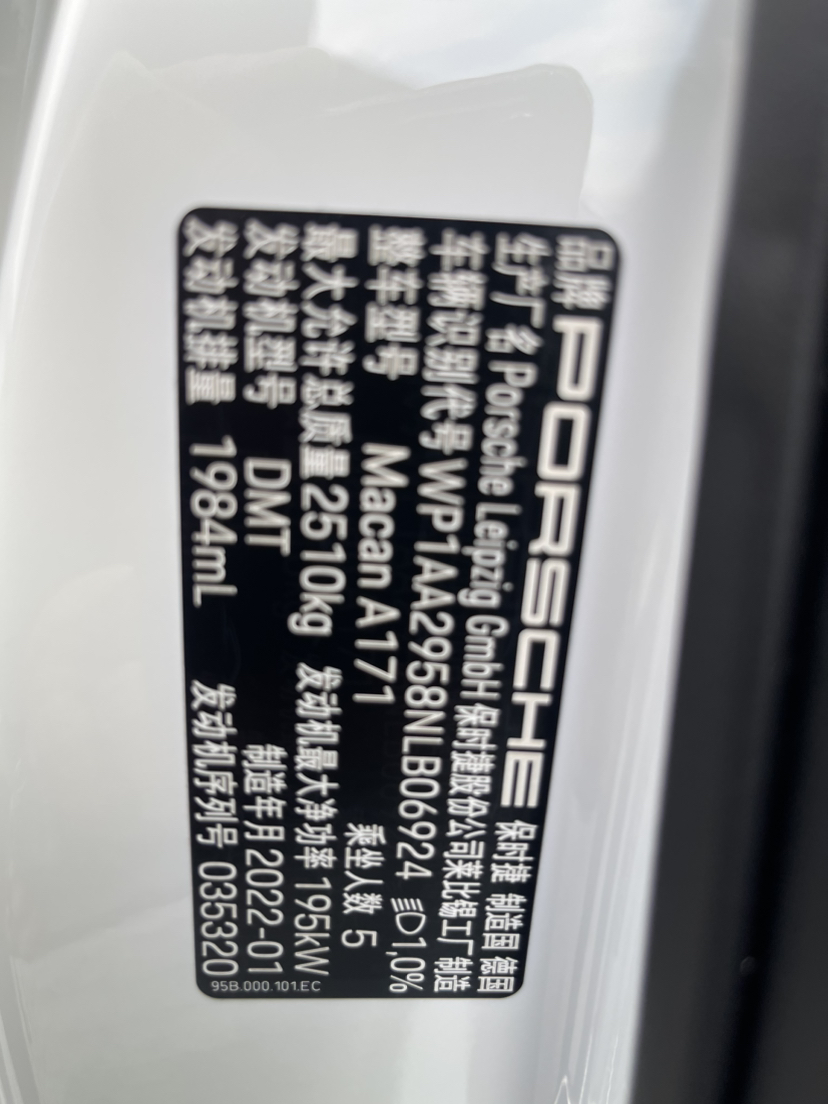 品牌 PORSCHE 保时捷 制造国 德国
生产厂名 Porsche Leipzig GmbH 保时捷股份公司莱比锡工厂 制造
车辆识别代号 WP1AA2958NLB06924 1,0%
整车型号 Macan A171 乘坐人数 5
最大允许总质量 2510kg 发动机最大净功率 195kW
发动机型号 DMT 制造年月 2022-01
发动机排量 1984mL 发动机序列号 035320
95B.000.101.EC